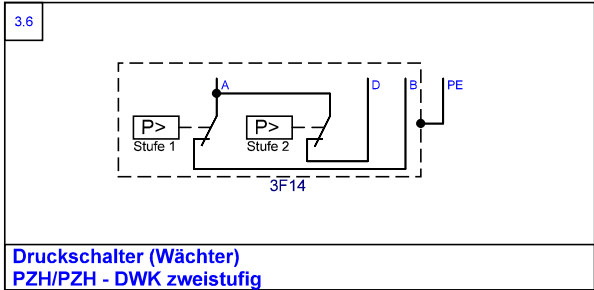 3.6
A
D
B
PE
P>
P>
Stufe 1
Stufe 2
3F14
Druckschalter (Wächter)
PZH/PZH - DWK zweistufig